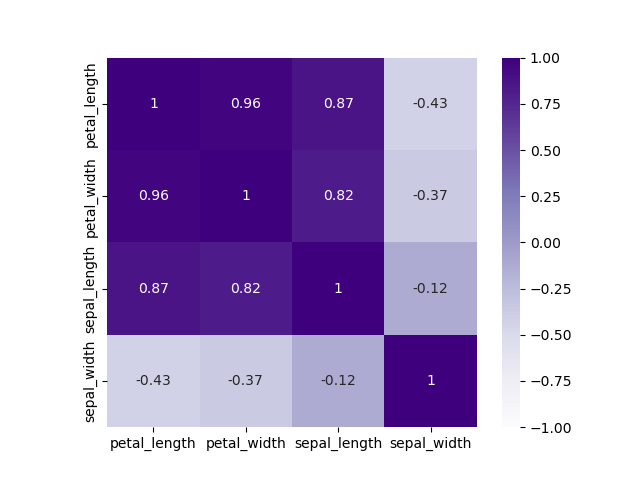 petal_length 1 0.96 0.87 -0.43
petal_width 0.96 1 0.82 -0.37
sepal_length 0.87 0.82 1 -0.12
sepal_width -0.43 -0.37 -0.12 1
petal_length petal_width sepal_length sepal_width
1.00
0.75
0.50
0.25
0.00
−0.25
−0.50
−0.75
−1.00